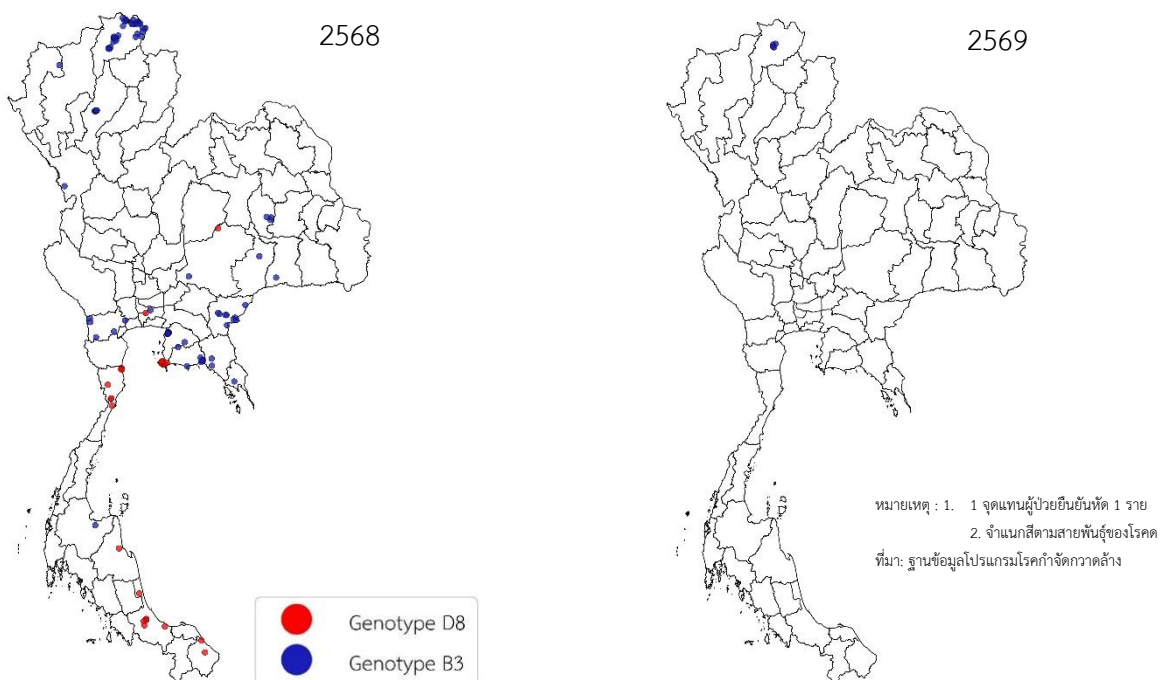 2568
2569
หมายเหตุ : 1. 1 จุดแทนผู้ป่วยยืนยันหัด 1 ราย
2. จำแนกสีตามสายพันธุ์ของโรคด
ที่มา: ฐานข้อมูลโปรแกรมโรคกำจัดกวาดล้าง
Genotype D8
Genotype B3